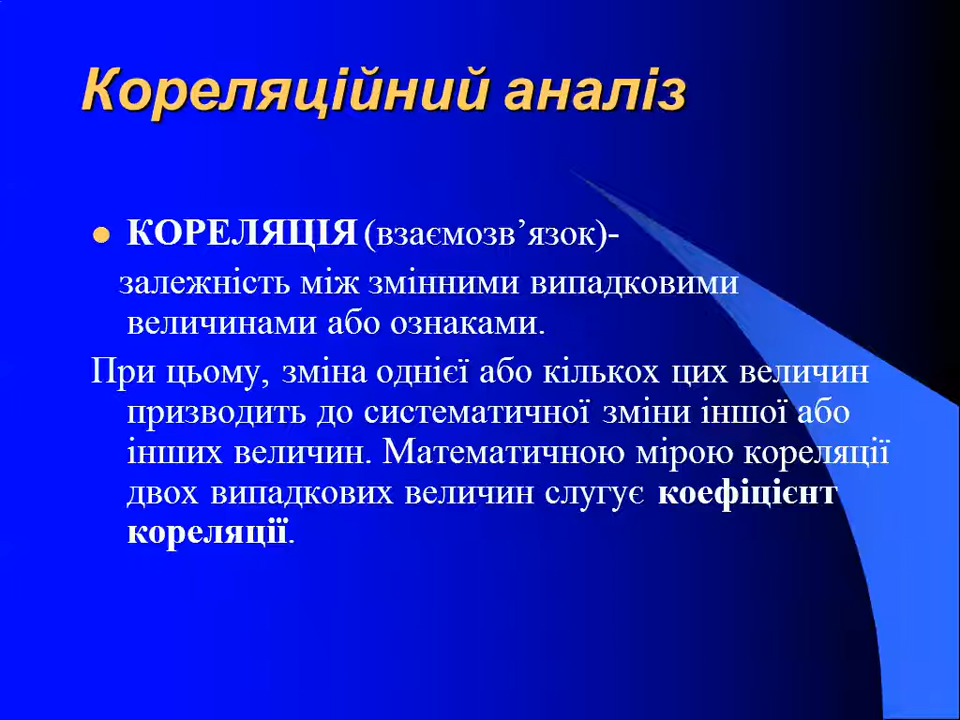 Кореляційний аналіз
КОРЕЛЯЦІЯ (взаємозв’язок)-
залежність між змінними випадковими
величинами або ознаками.
При цьому, зміна однієї або кількох цих величин
призводить до систематичної зміни іншої або
інших величин. Математичною мірою кореляції
двох випадкових величин слугує коефіцієнт
кореляції.